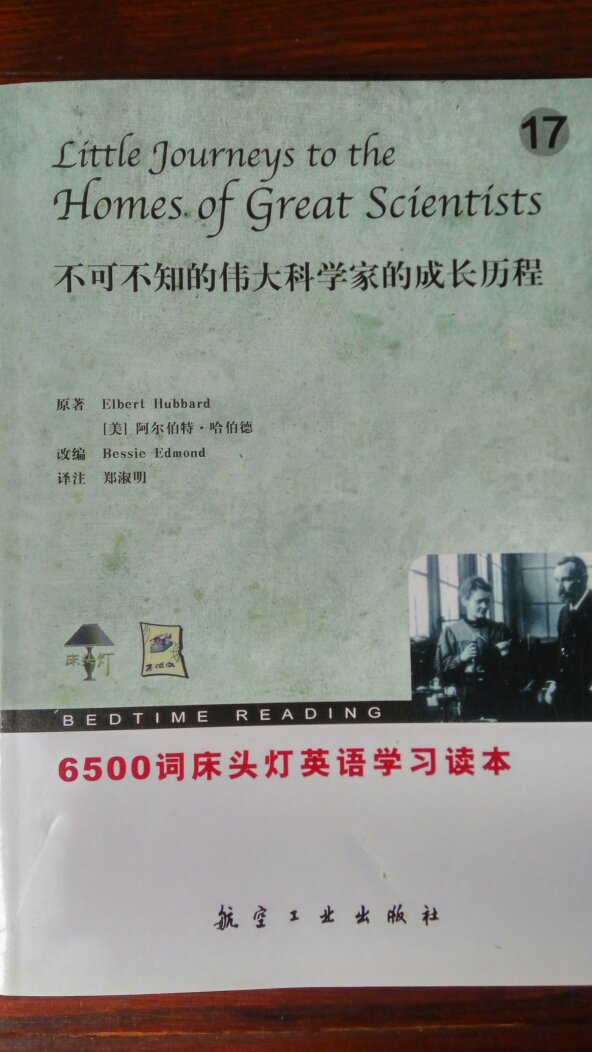 17
Little Journeys to the
Homes of Great Scientists
不可不知的伟大科学家的成长历程
原著 Elbert Hubbard
[美] 阿尔伯特·哈伯德
改编 Bessie Edmond
译注 郑淑明
床头灯
BEDTIME READING
6500词床头灯英语学习读本
航空工业出版社